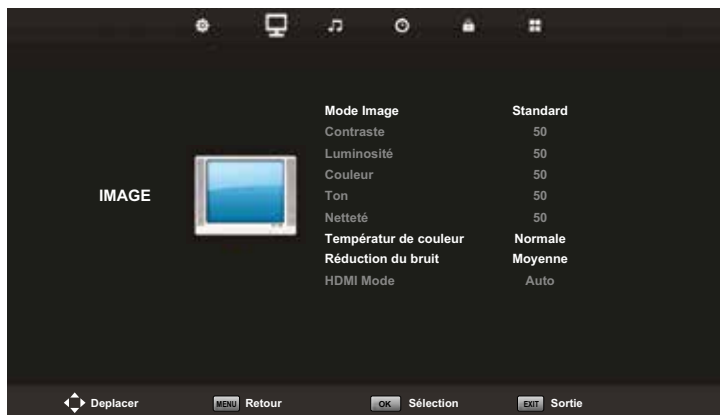 Mode Image Standard
Contraste 50
Luminosité 50
Couleur 50
IMAGE
Ton 50
Netteté 50
Températur de couleur Normale
Réduction du bruit Moyenne
HDMI Mode Auto
Deplacer MENU Retour OK Sélection EXIT Sortie